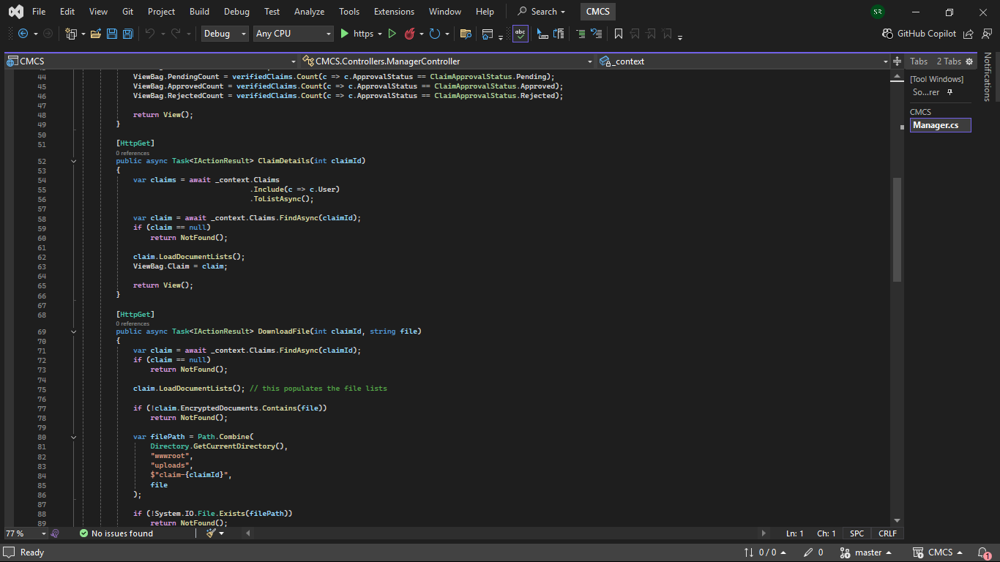 File Edit View Git Project Build Debug Test Analyze Tools Extensions Window Help Search CMCS SR
Debug Any CPU https abc GitHub Copilot
CMCS CMCS.Controllers.ManagerController _context Tabs 2 Tabs
[Tool Windows]
So...rer
CMCS
Manager.cs
Notifications
44 ViewBag.PendingCount = verifiedClaims.Count(c => c.ApprovalStatus == ClaimApprovalStatus.Pending);
45 ViewBag.ApprovedCount = verifiedClaims.Count(c => c.ApprovalStatus == ClaimApprovalStatus.Approved);
46 ViewBag.RejectedCount = verifiedClaims.Count(c => c.ApprovalStatus == ClaimApprovalStatus.Rejected);
47
48 return View();
49 }
50
51 [HttpGet]
0 references
52 public async Task<IActionResult> ClaimDetails(int claimId)
53 {
54 var claims = await _context.Claims
55 .Include(c => c.User)
56 .ToListAsync();
57
58 var claim = await _context.Claims.FindAsync(claimId);
59 if (claim == null)
60 return NotFound();
61
62 claim.LoadDocumentLists();
63 ViewBag.Claim = claim;
64
65 return View();
66 }
67
68 [HttpGet]
0 references
69 public async Task<IActionResult> DownloadFile(int claimId, string file)
70 {
71 var claim = await _context.Claims.FindAsync(claimId);
72 if (claim == null)
73 return NotFound();
74
75 claim.LoadDocumentLists(); // this populates the file lists
76
77 if (!claim.EncryptedDocuments.Contains(file))
78 return NotFound();
79
80 var filePath = Path.Combine(
81 Directory.GetCurrentDirectory(),
82 "wwwroot",
83 "uploads",
84 $"claim-{claimId}",
85 file
86 );
87
88 if (!System.IO.File.Exists(filePath))
89 return NotFound();
77 % No issues found Ln: 1 Ch: 1 SPC CRLF
Ready 0 / 0 0 master CMCS 1